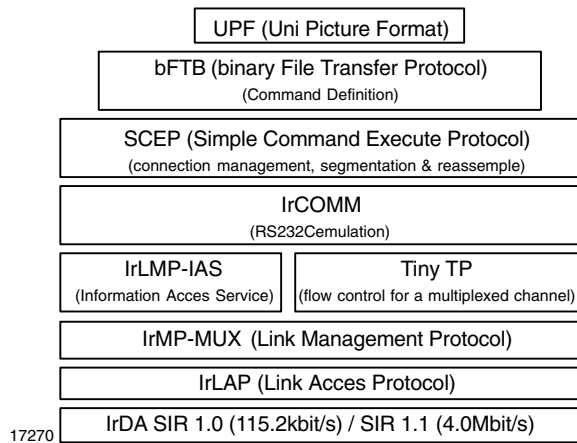 UPF (Uni Picture Format)
bFTB (binary File Transfer Protocol)
(Command Definition)
SCEP (Simple Command Execute Protocol)
(connection management, segmentation & reassemple)
IrCOMM
(RS232Cemulation)
IrLMP-IAS
(Information Acces Service)
Tiny TP
(flow control for a multiplexed channel)
IrMP-MUX (Link Management Protocol)
IrLAP (Link Acces Protocol)
IrDA SIR 1.0 (115.2kbit/s) / SIR 1.1 (4.0Mbit/s)
17270